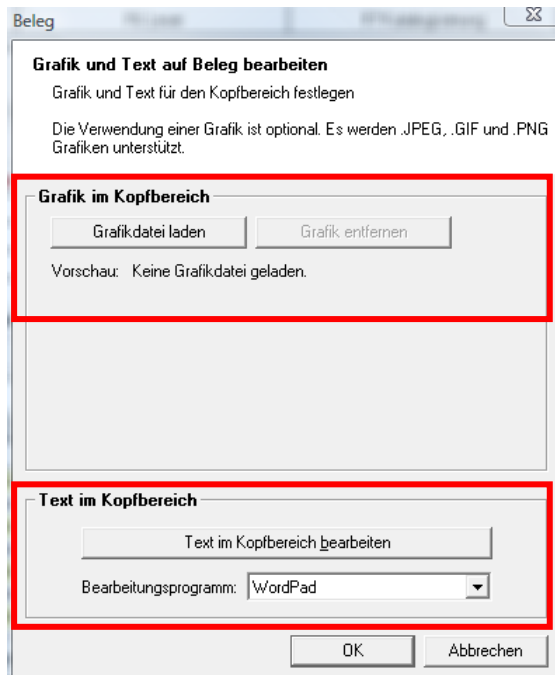 Beleg
Grafik und Text auf Beleg bearbeiten
Grafik und Text für den Kopfbereich festlegen
Die Verwendung einer Grafik ist optional. Es werden .JPEG, .GIF und .PNG
Grafiken unterstützt.
Grafik im Kopfbereich
Grafikdatei laden
Grafik entfernen
Vorschau: Keine Grafikdatei geladen.
Text im Kopfbereich
Text im Kopfbereich bearbeiten
Bearbeitungsprogramm: WordPad
OK
Abbrechen